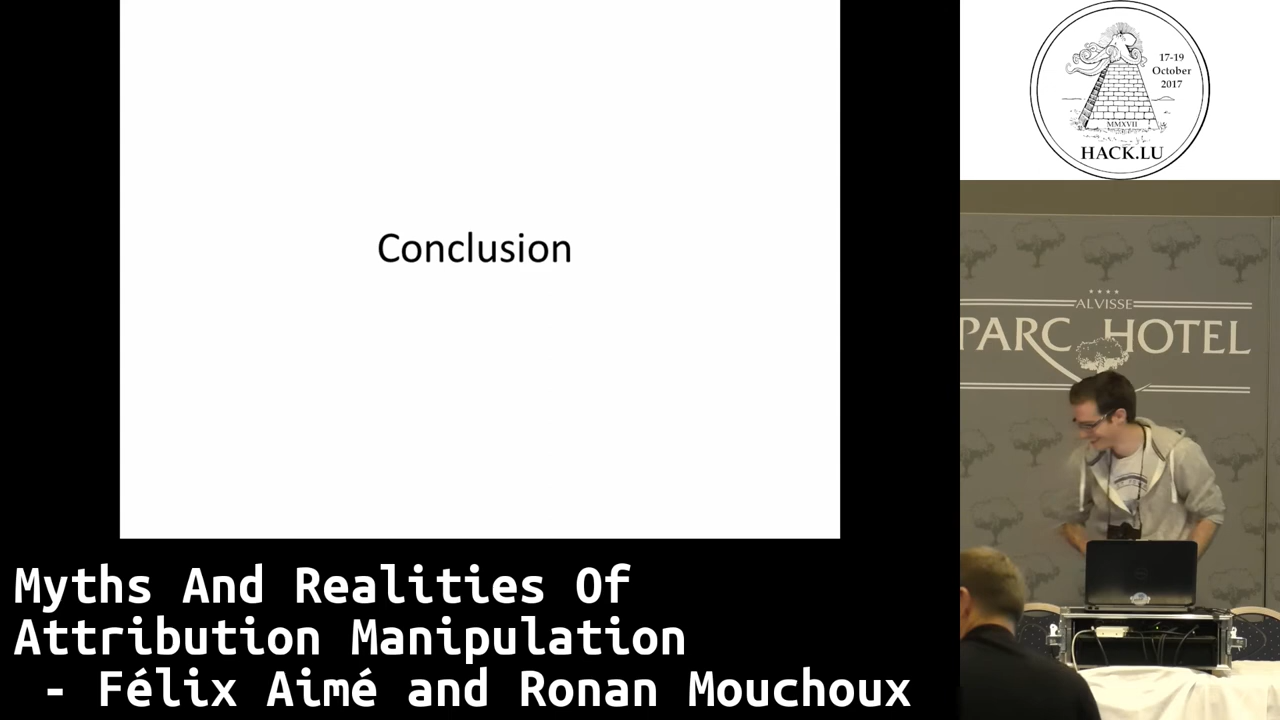 Conclusion
Myths And Realities Of
Attribution Manipulation
- Félix Aimé and Ronan Mouchoux
17-19
October
2017
MMXVII
HACK.LU
ALVISSE
PARC HOTEL